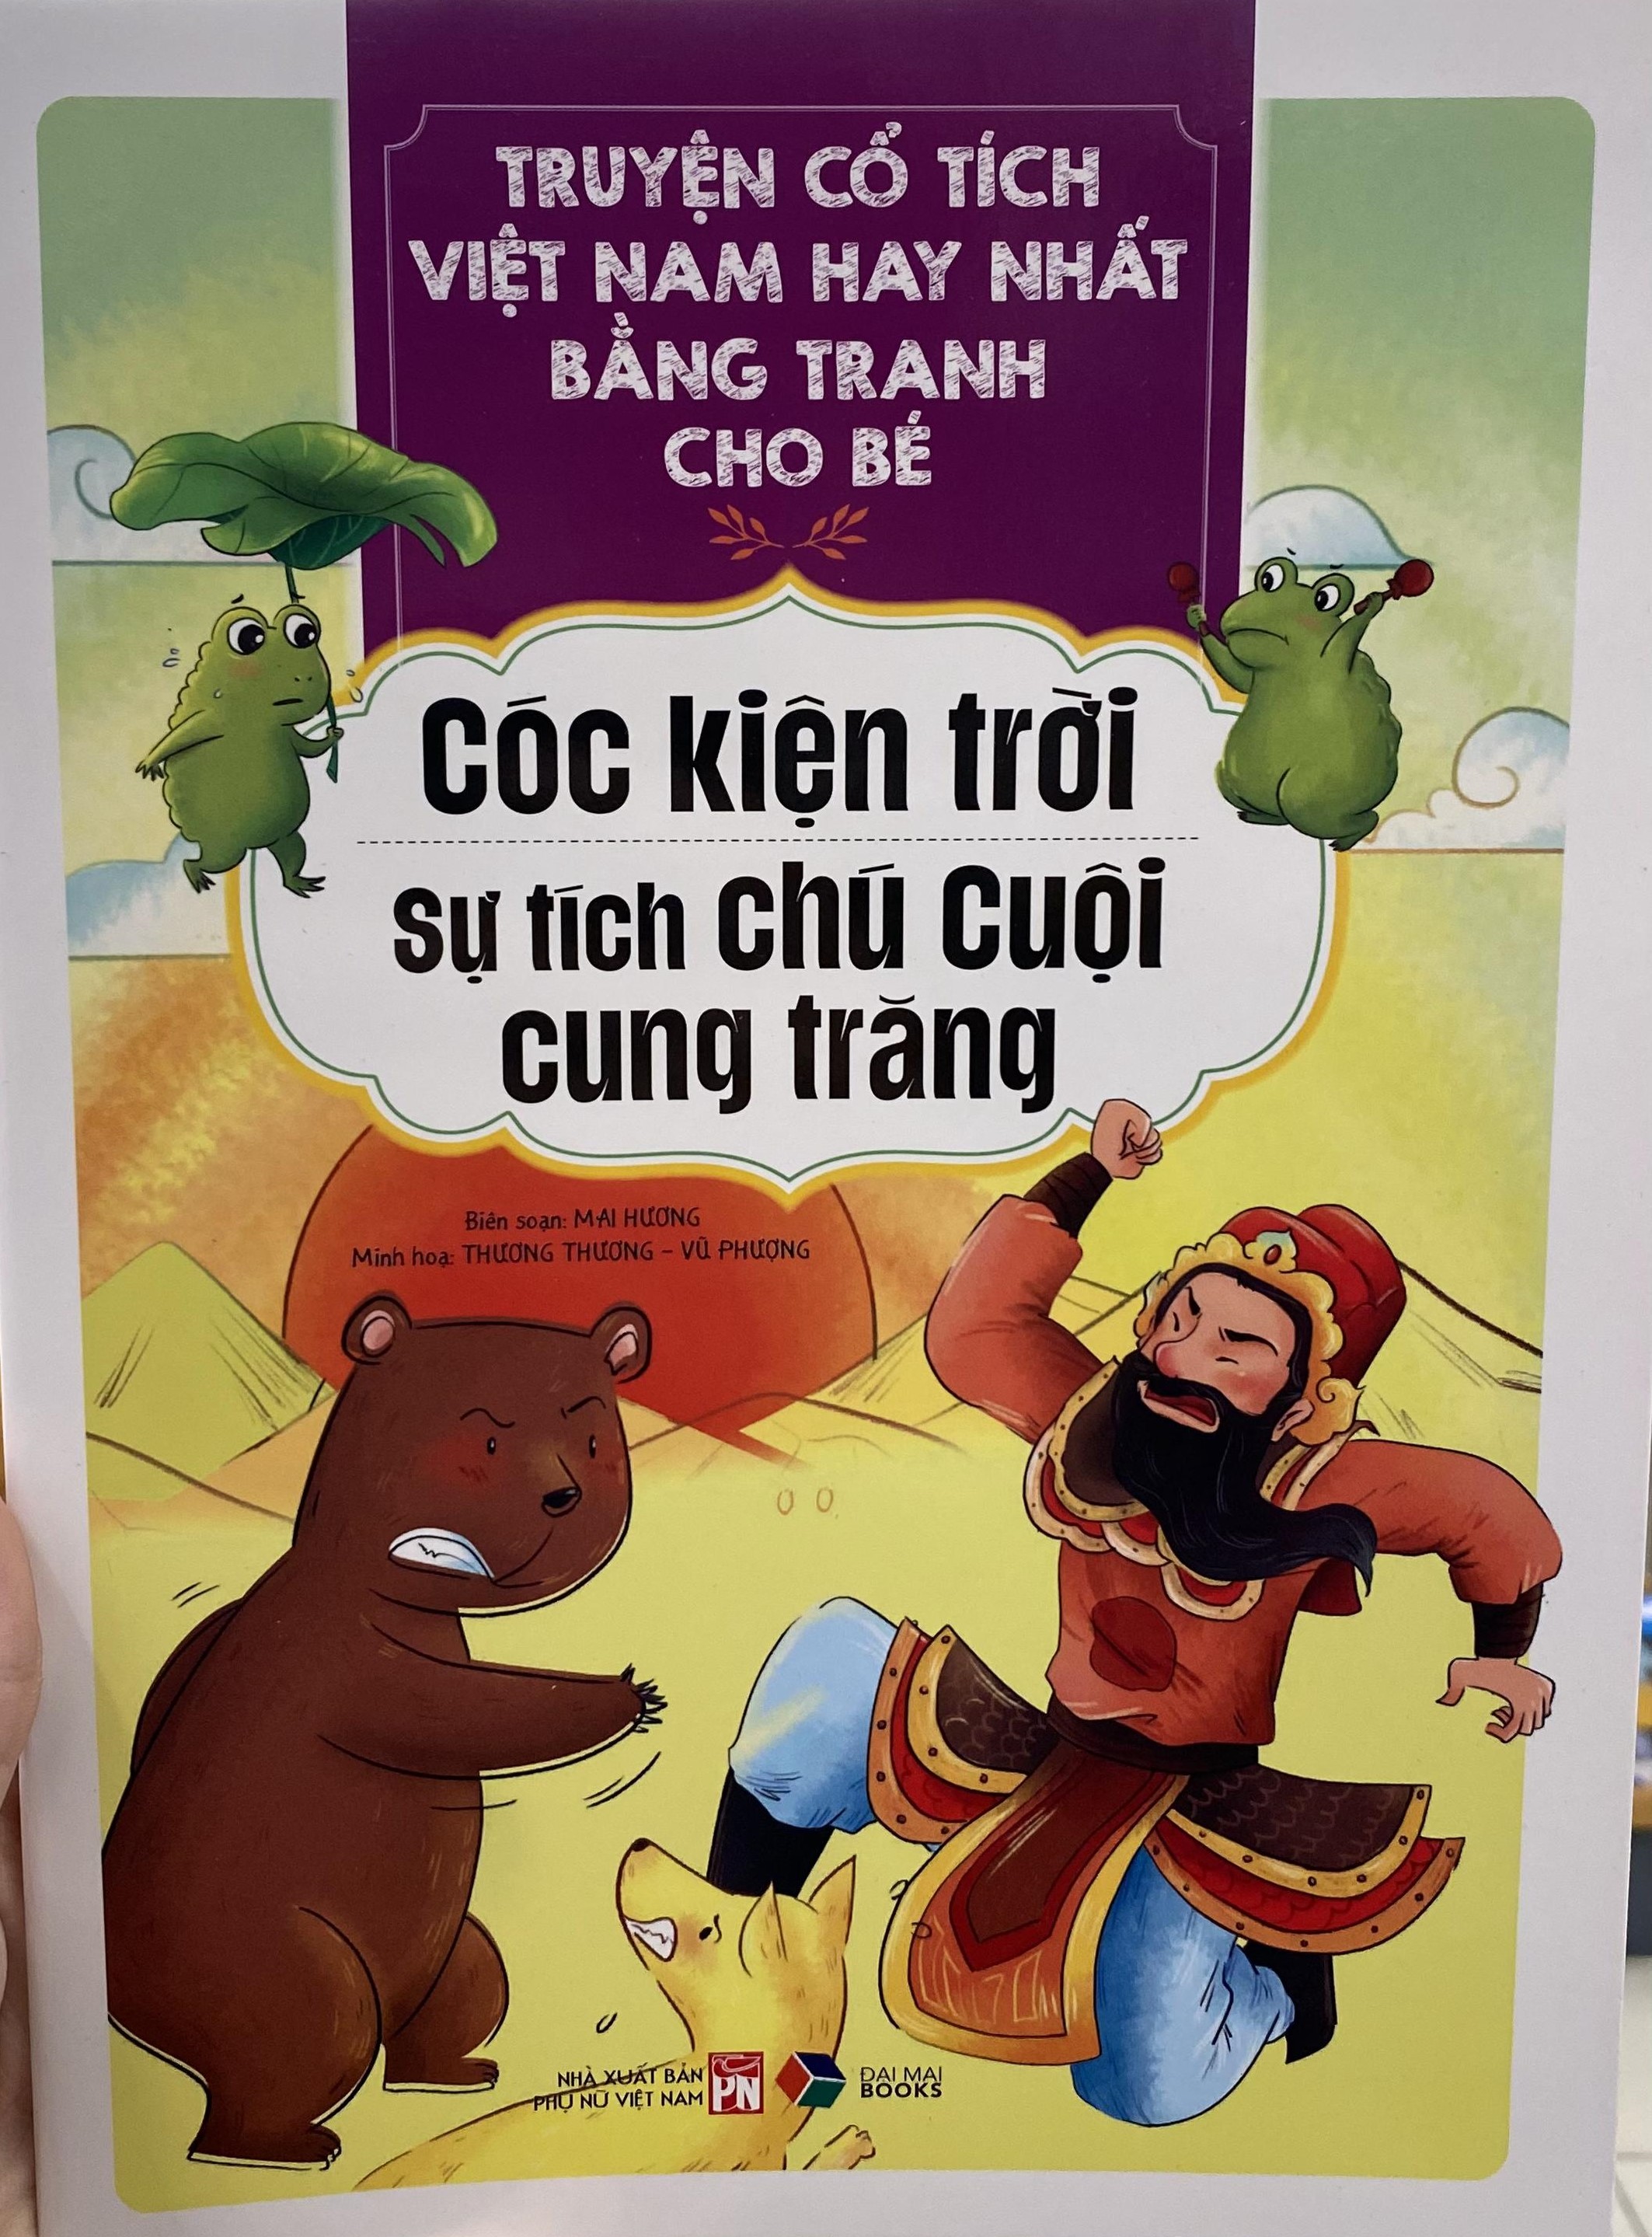 TRUYỆN CỔ TÍCH
VIỆT NAM HAY NHẤT
BẰNG TRANH
CHO BÉ
Cóc kiện trời
Sự tích chú Cuội
cung trăng
Biên soạn: MAI HƯƠNG
Minh hoạ: THƯƠNG THƯƠNG – VŨ PHƯỢNG
NHÀ XUẤT BẢN
PHỤ NỮ VIỆT NAM
PN
ĐẠI MAI
BOOKS